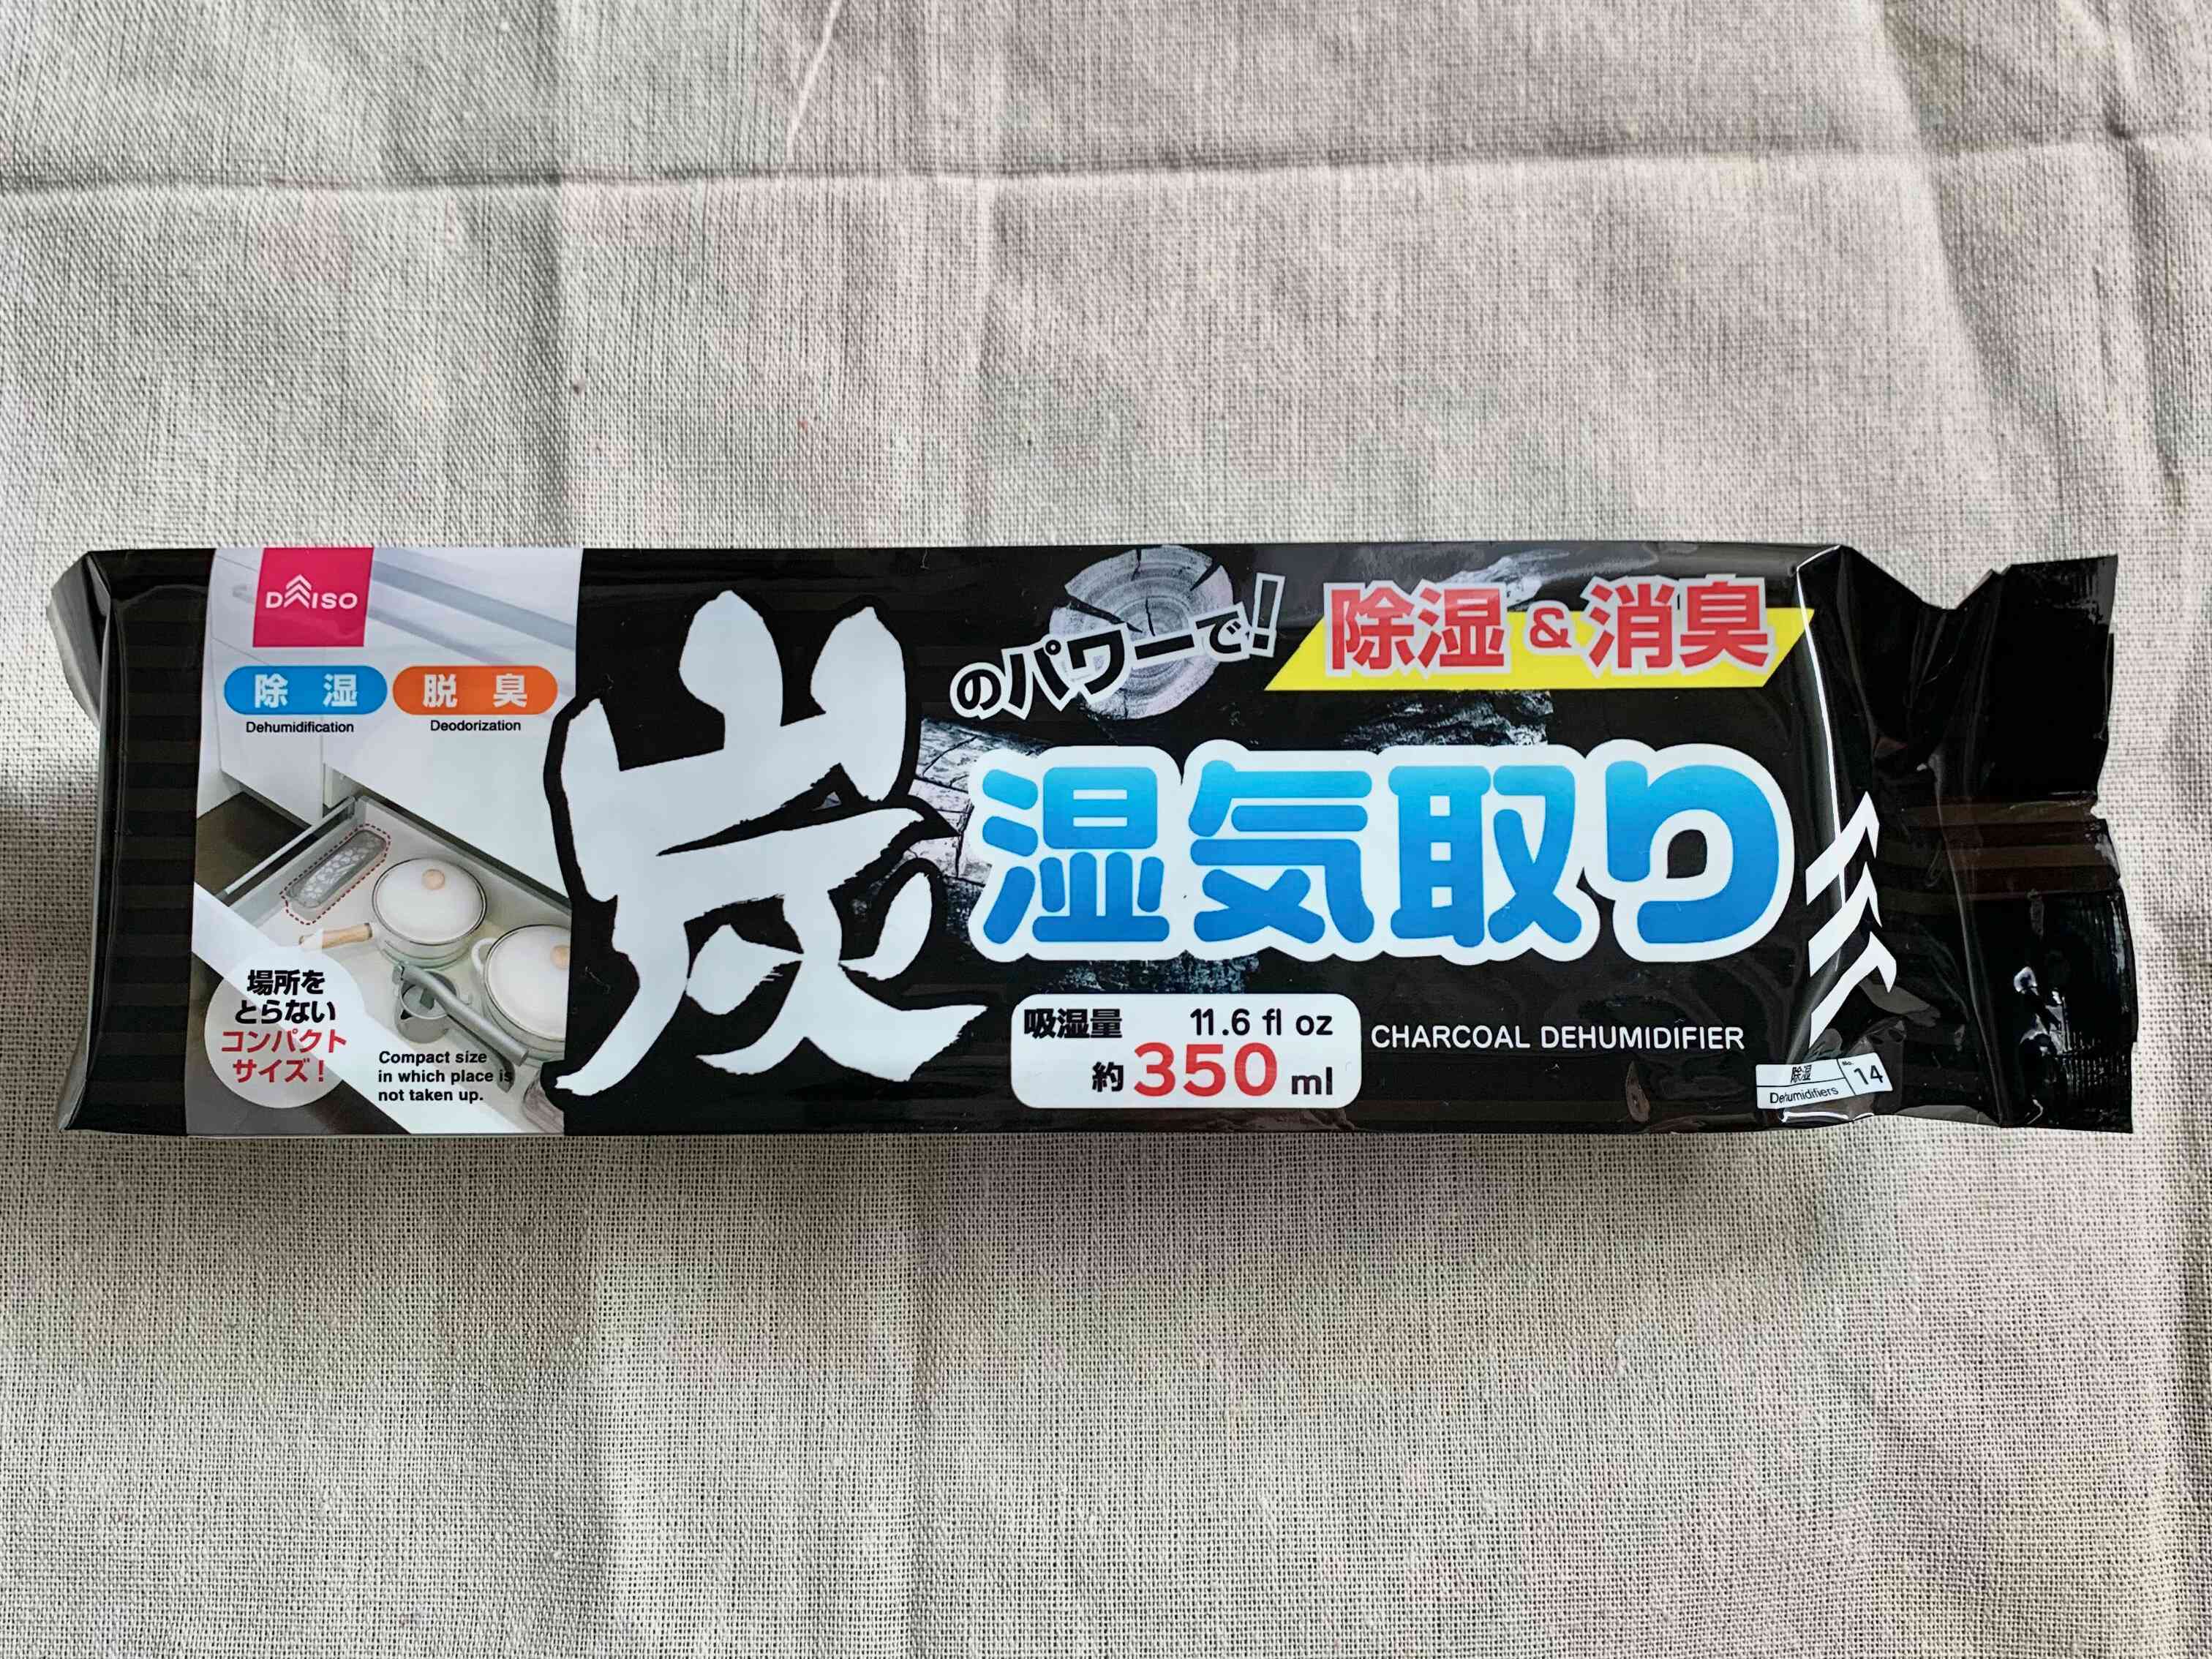 DAISO
除湿 脱臭
Dehumidification Deodorization
場所を
とらない
コンパクト
サイズ！
Compact size
in which place is
not taken up.
炭のパワーで!
除湿&消臭
湿気取り
吸湿量 11.6 fl oz
約350 ml
CHARCOAL DEHUMIDIFIER
除湿
Dehumidifiers
No. 14